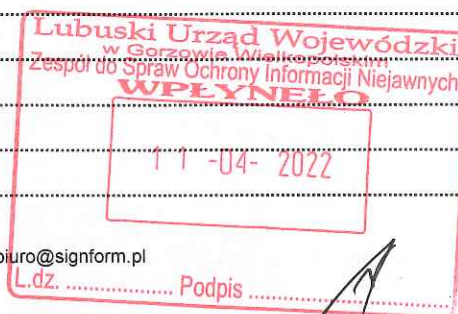 Lubuski Urząd Wojewódzki
w Gorzowie Wielkopolskim
Zespół do Spraw Ochrony Informacji Niejawnych
WPŁYNEŁO
11 -04- 2022
biuro@signform.pl
L.dz. ................ Podpis ................